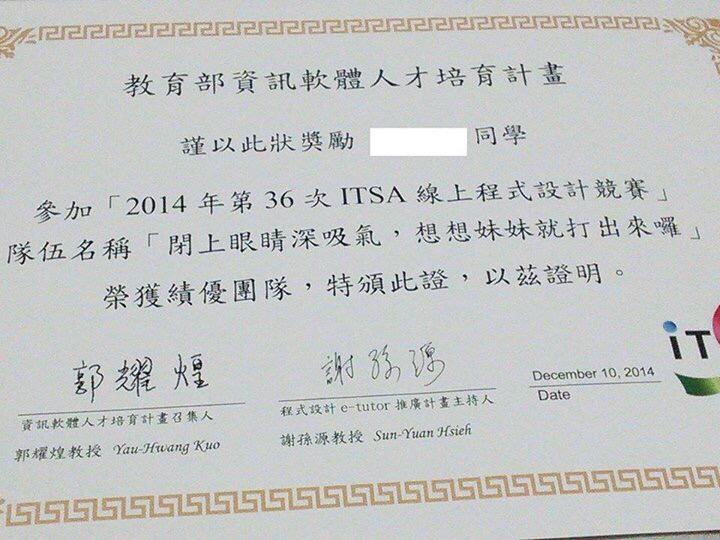 教育部資訊軟體人才培育計畫
謹以此狀獎勵 同學
參加「2014 年第 36 次 ITSA 線上程式設計競賽」
隊伍名稱「閉上眼睛深吸氣，想想妹妹就打出來囉」
榮獲績優團隊，特頒此證，以茲證明。
郭耀煌
資訊軟體人才培育計畫召集人
郭耀煌教授 Yau-Hwang Kuo
謝孫源
程式設計 e-tutor 推廣計畫主持人
謝孫源教授 Sun-Yuan Hsieh
December 10, 2014
Date
iT